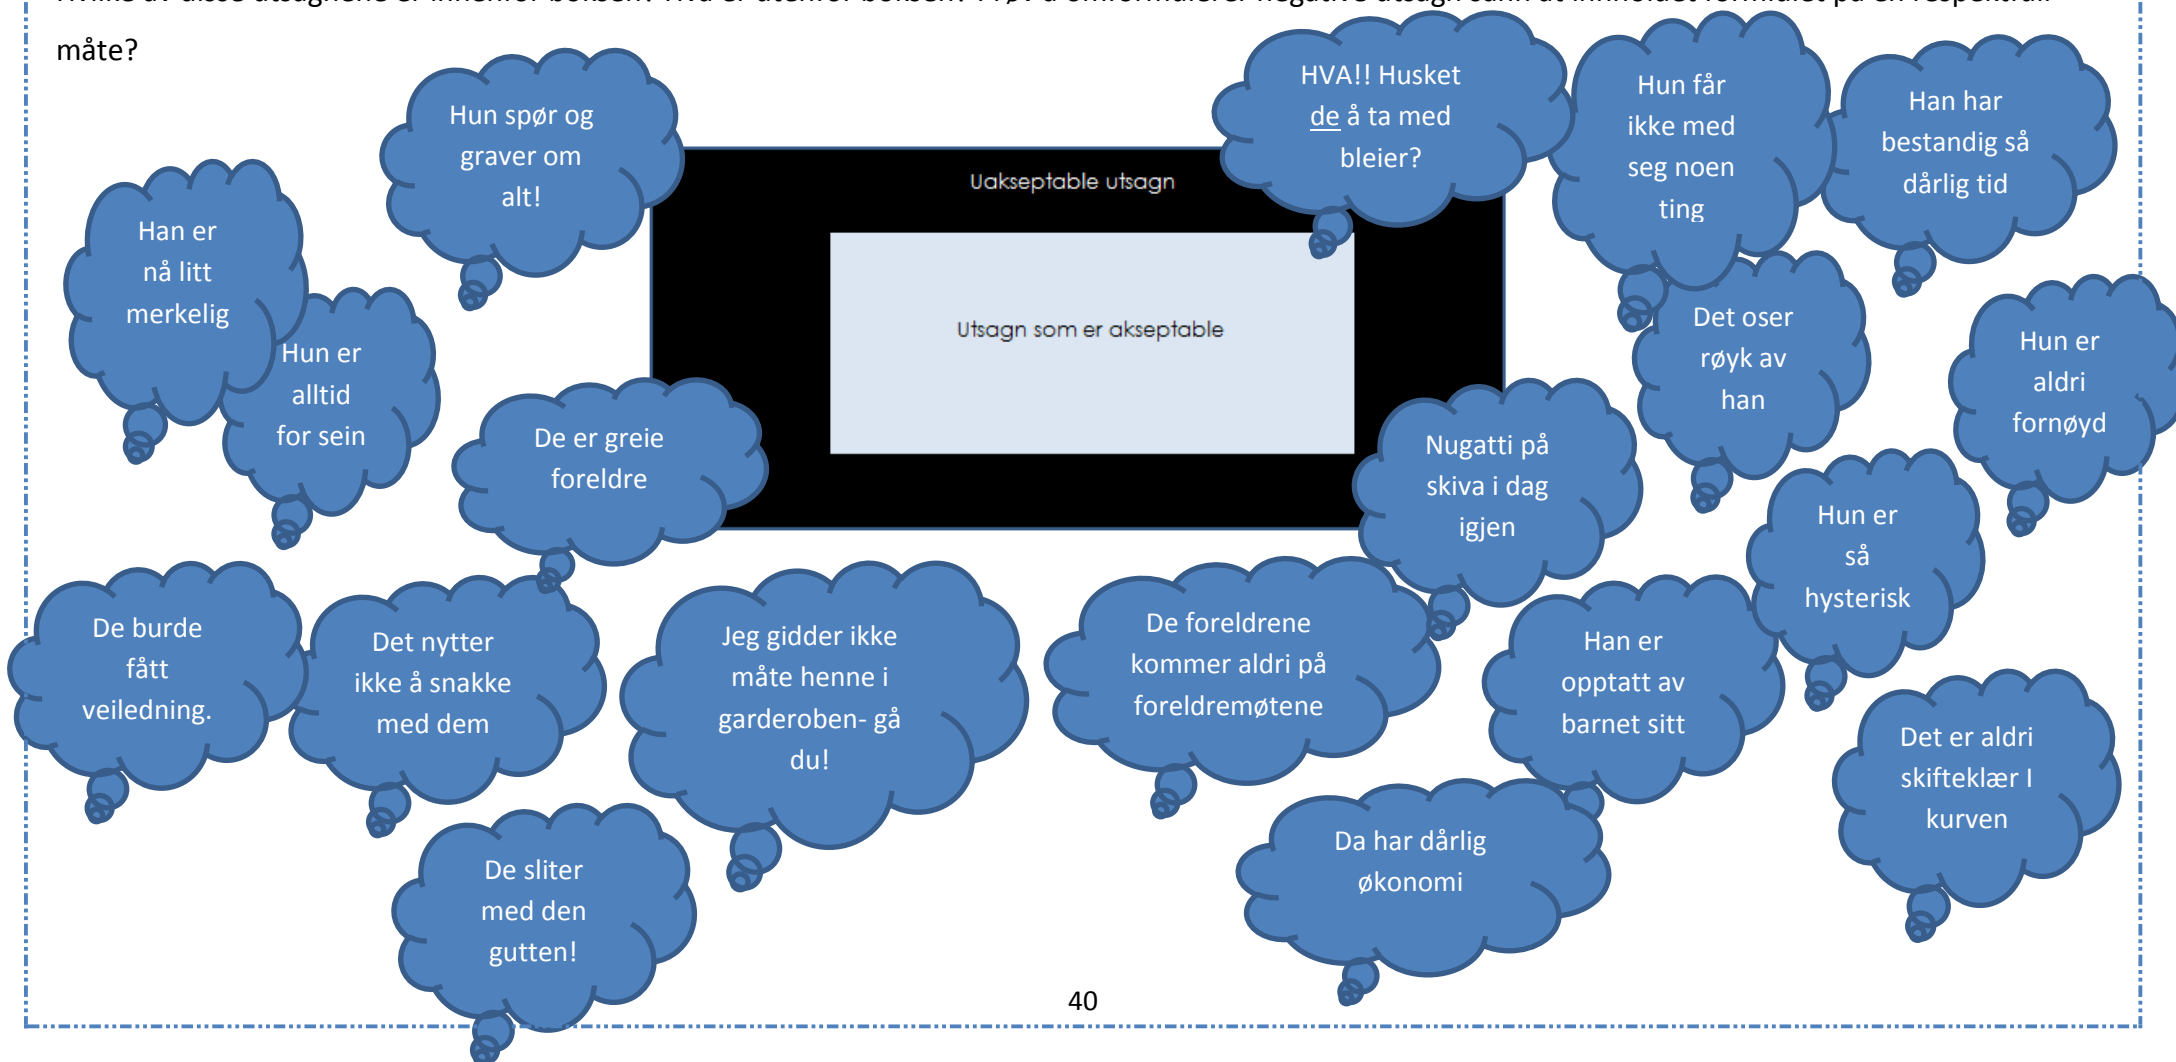 måte?
Hun spør og
graver om
alt!
HVA!! Husket
de å ta med
bleier?
Hun får
ikke med
seg noen
ting
Han har
bestandig så
dårlig tid
Uakseptable utsagn
Han er
nå litt
merkelig
Utsagn som er akseptable
Det oser
røyk av
han
Hun er
aldri
fornøyd
Hun er
alltid
for sein
De er greie
foreldre
Nugatti på
skiva i dag
igjen
Hun er
så
hysterisk
De burde
fått
veiledning.
Det nytter
ikke å snakke
med dem
Jeg gidder ikke
måte henne i
garderoben- gå
du!
De foreldrene
kommer aldri på
foreldremøtene
Han er
opptatt av
barnet sitt
Det er aldri
skifteklær I
kurven
De sliter
med den
gutten!
Da har dårlig
økonomi
40